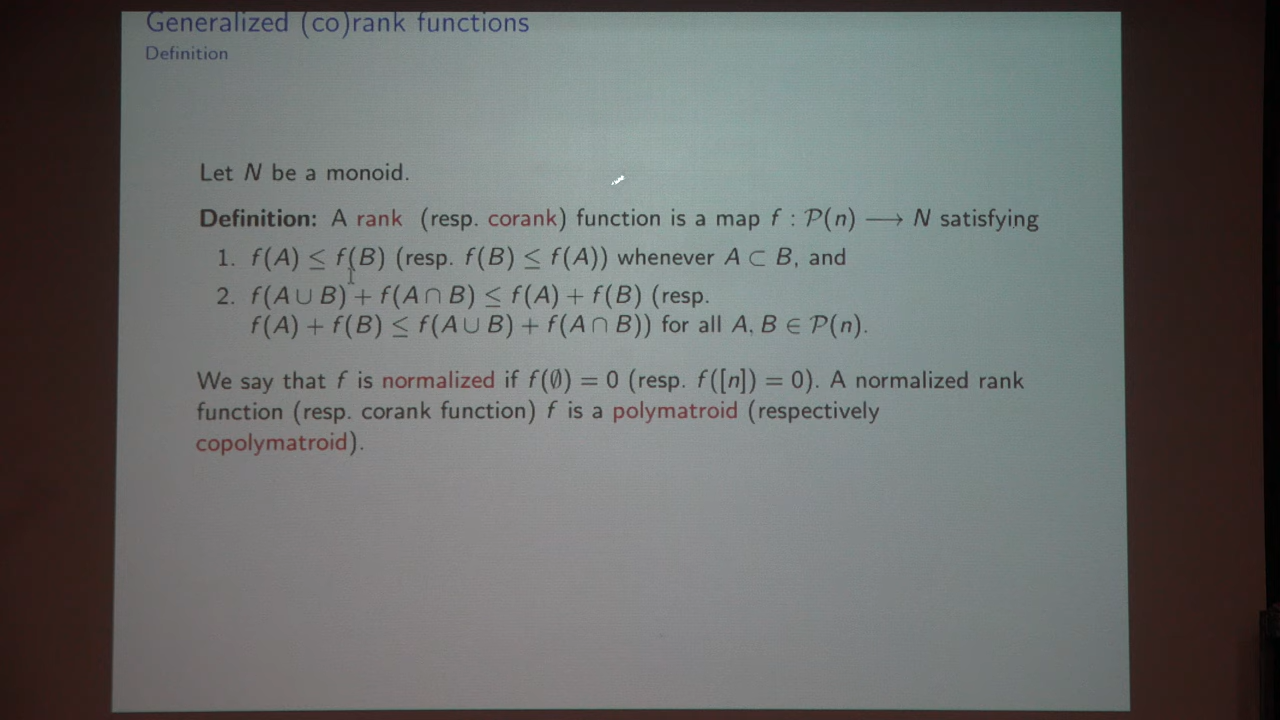 Generalized (co)rank functions
Definition
Let N be a monoid.
Definition: A rank (resp. corank) function is a map f : 𝒫(n) ⟶ N satisfying
1. f(A) ≤ f(B) (resp. f(B) ≤ f(A)) whenever A ⊂ B, and
2. f(A ∪ B) + f(A ∩ B) ≤ f(A) + f(B) (resp.
f(A) + f(B) ≤ f(A ∪ B) + f(A ∩ B)) for all A, B ∈ 𝒫(n).
We say that f is normalized if f(∅) = 0 (resp. f([n]) = 0). A normalized rank
function (resp. corank function) f is a polymatroid (respectively
copolymatroid).